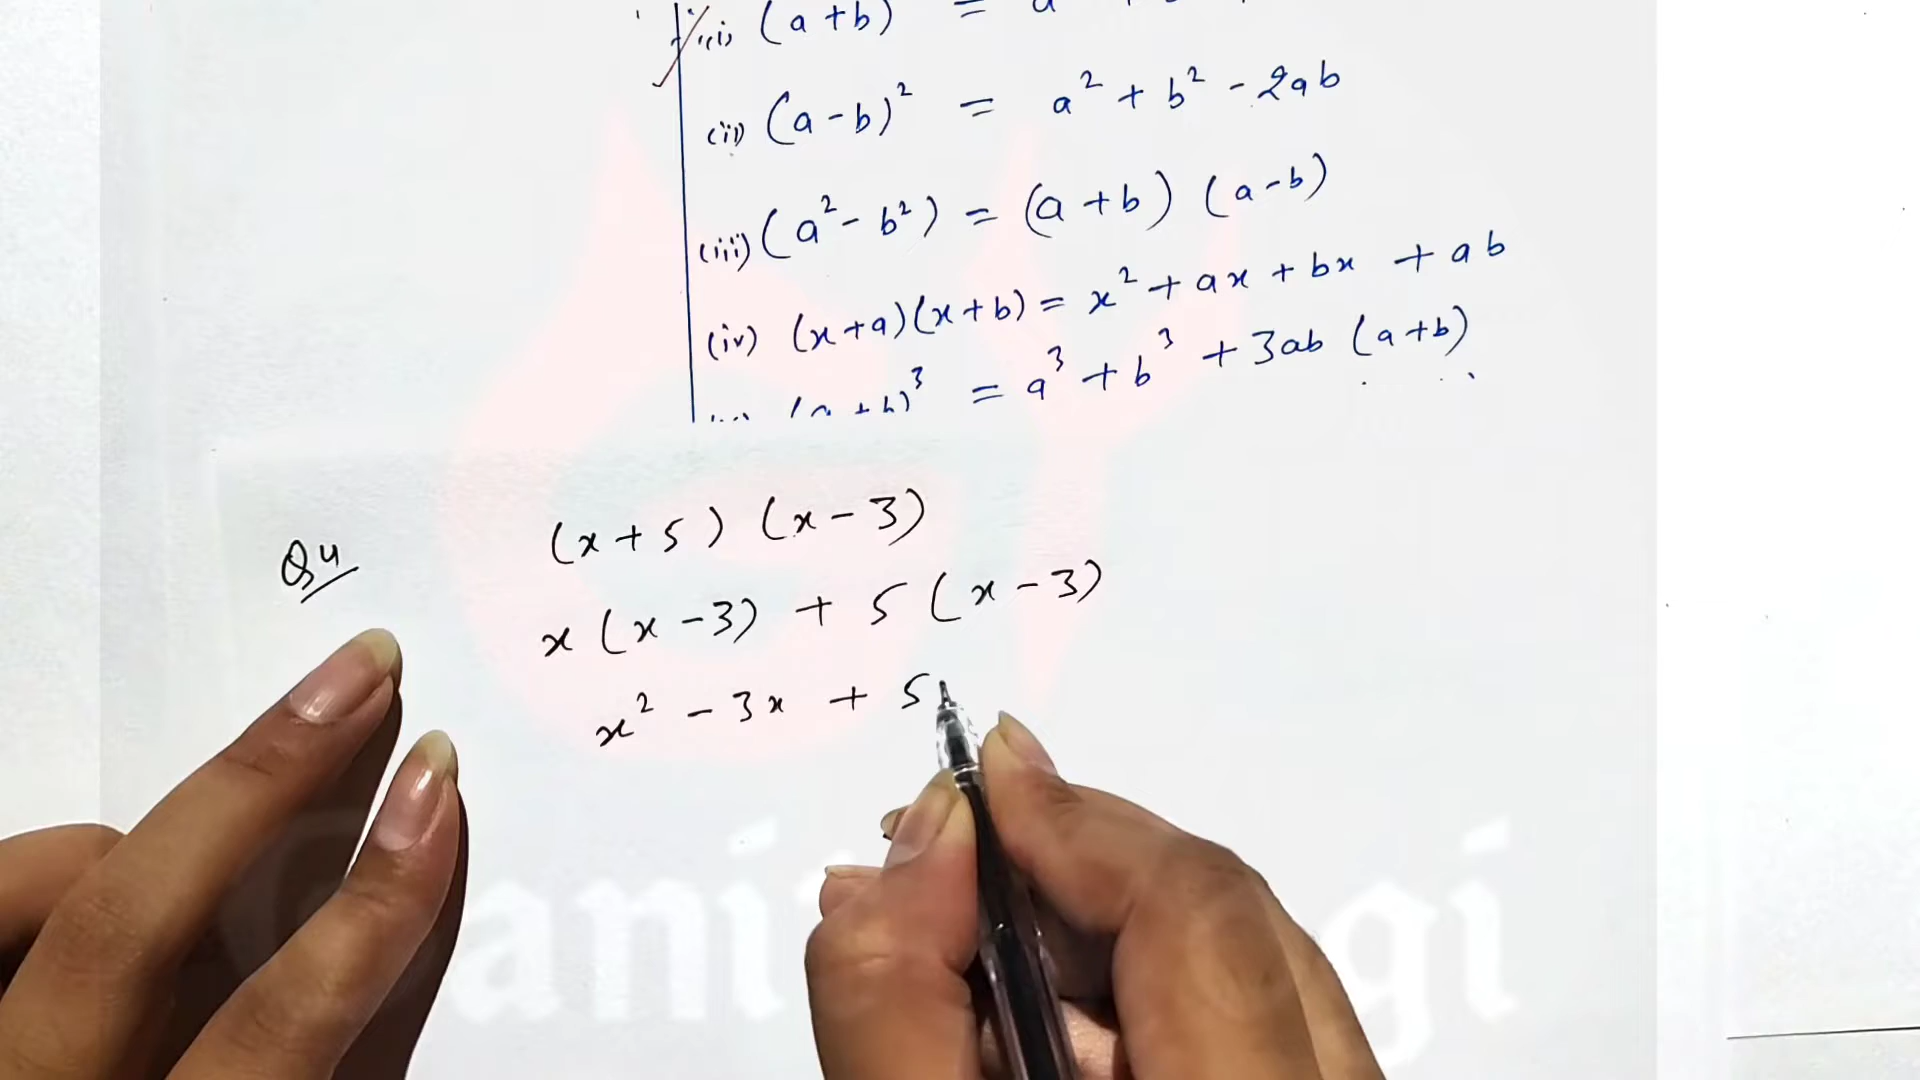 (i) (a+b) = a
(ii) (a-b)² = a² + b² - 2ab
(iii) (a² - b²) = (a+b) (a-b)
(iv) (x+a)(x+b) = x² + ax + bx + ab
³ = a³ + b³ + 3ab (a+b)
Q4 (x+5) (x-3)
x (x-3) + 5 (x-3)
x² - 3x + 5